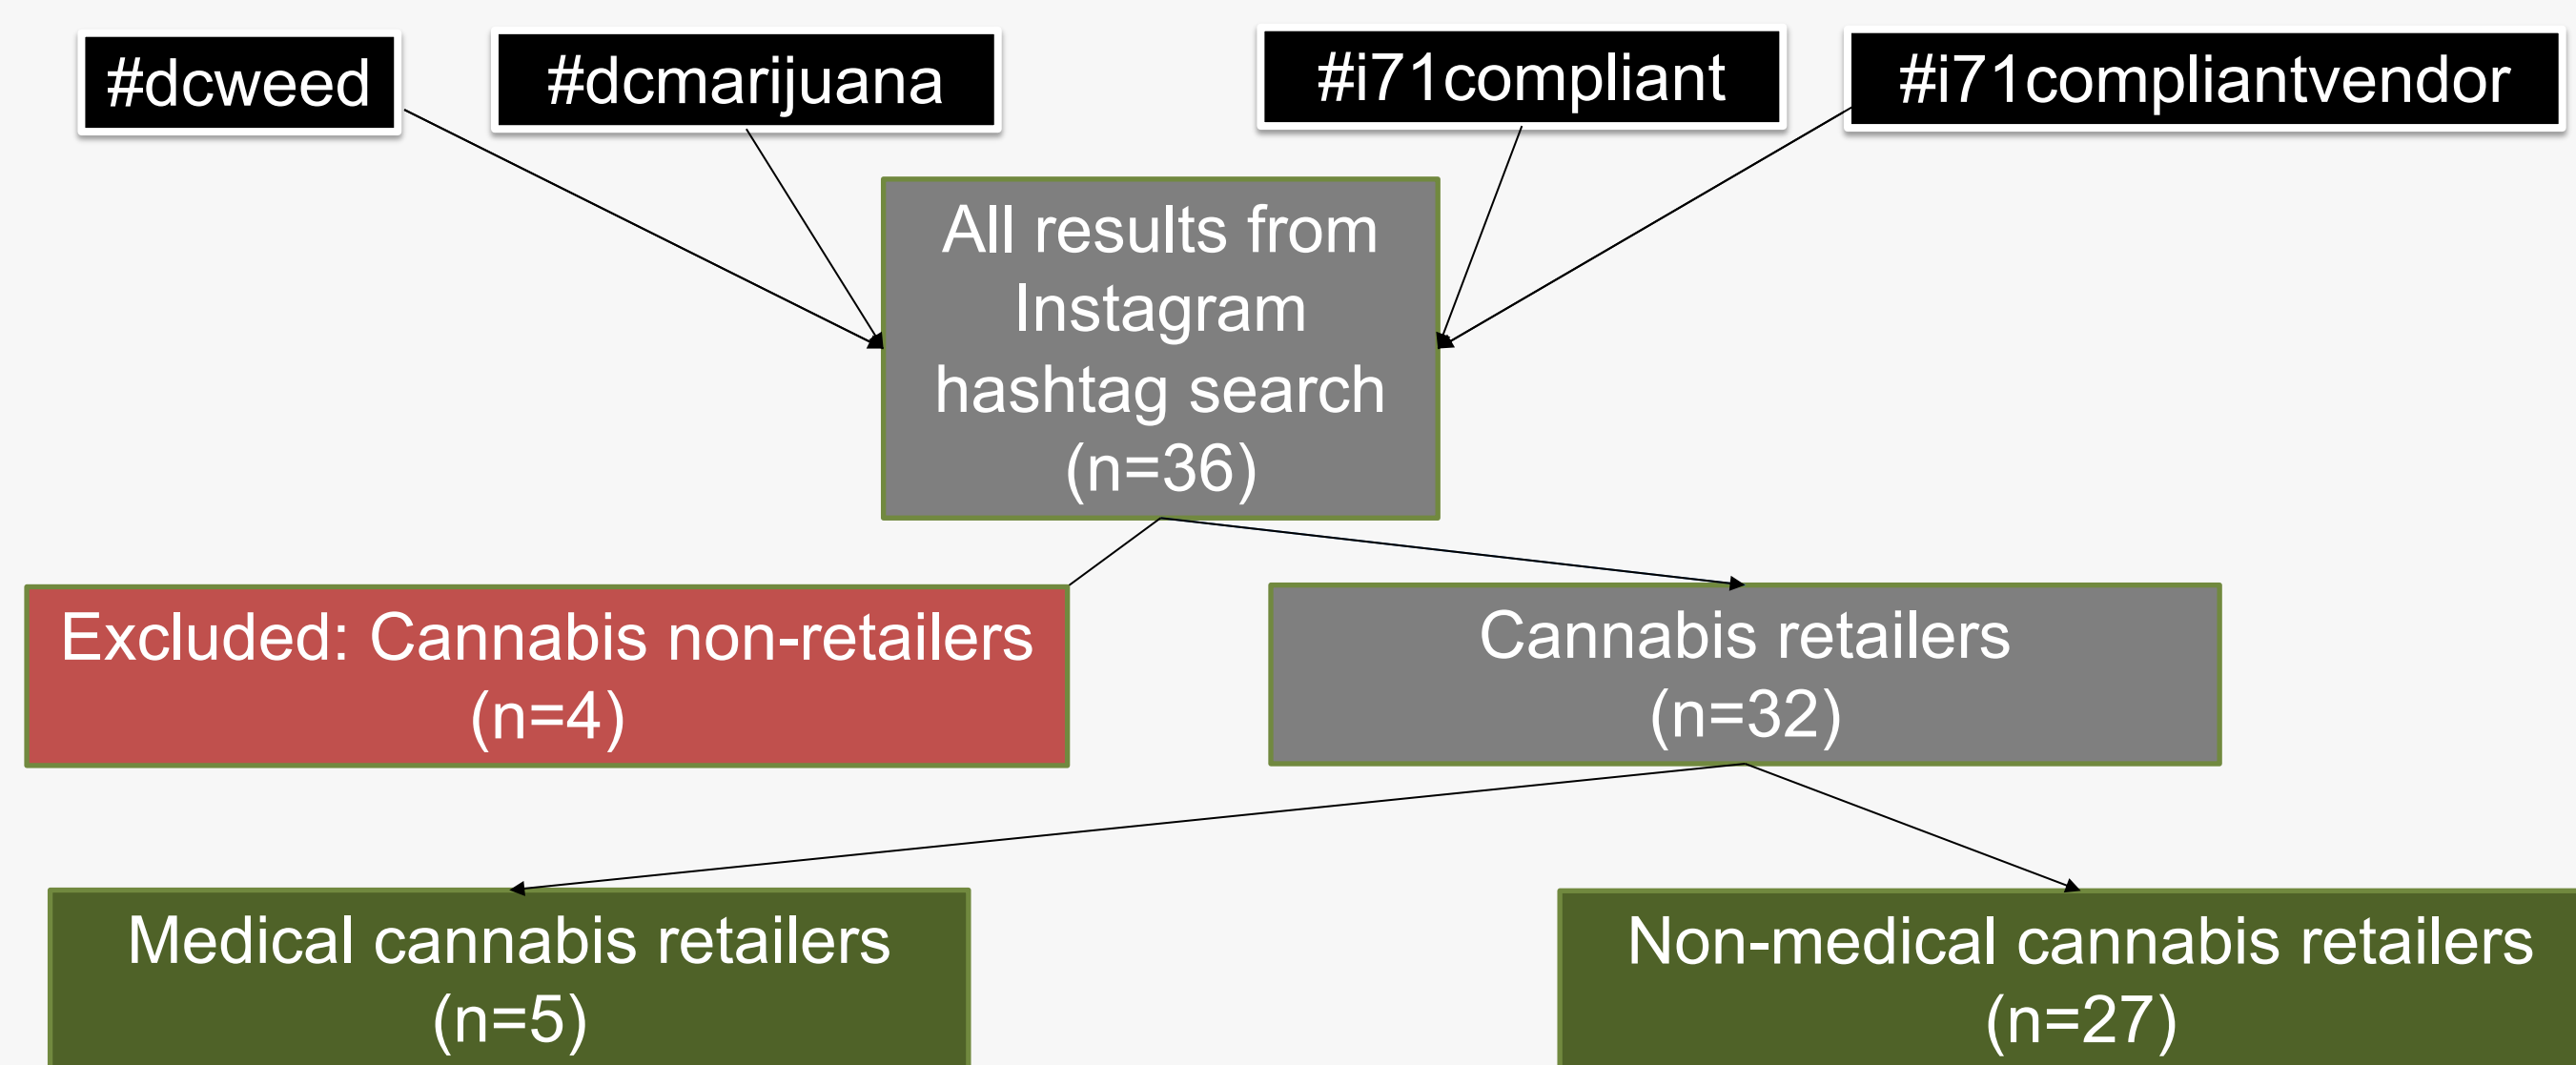 #dcweed
#dcmarijuana
#i71compliant
#i71compliantvendor
All results from
Instagram
hashtag search
(n=36)
Excluded: Cannabis non-retailers
(n=4)
Cannabis retailers
(n=32)
Medical cannabis retailers
(n=5)
Non-medical cannabis retailers
(n=27)